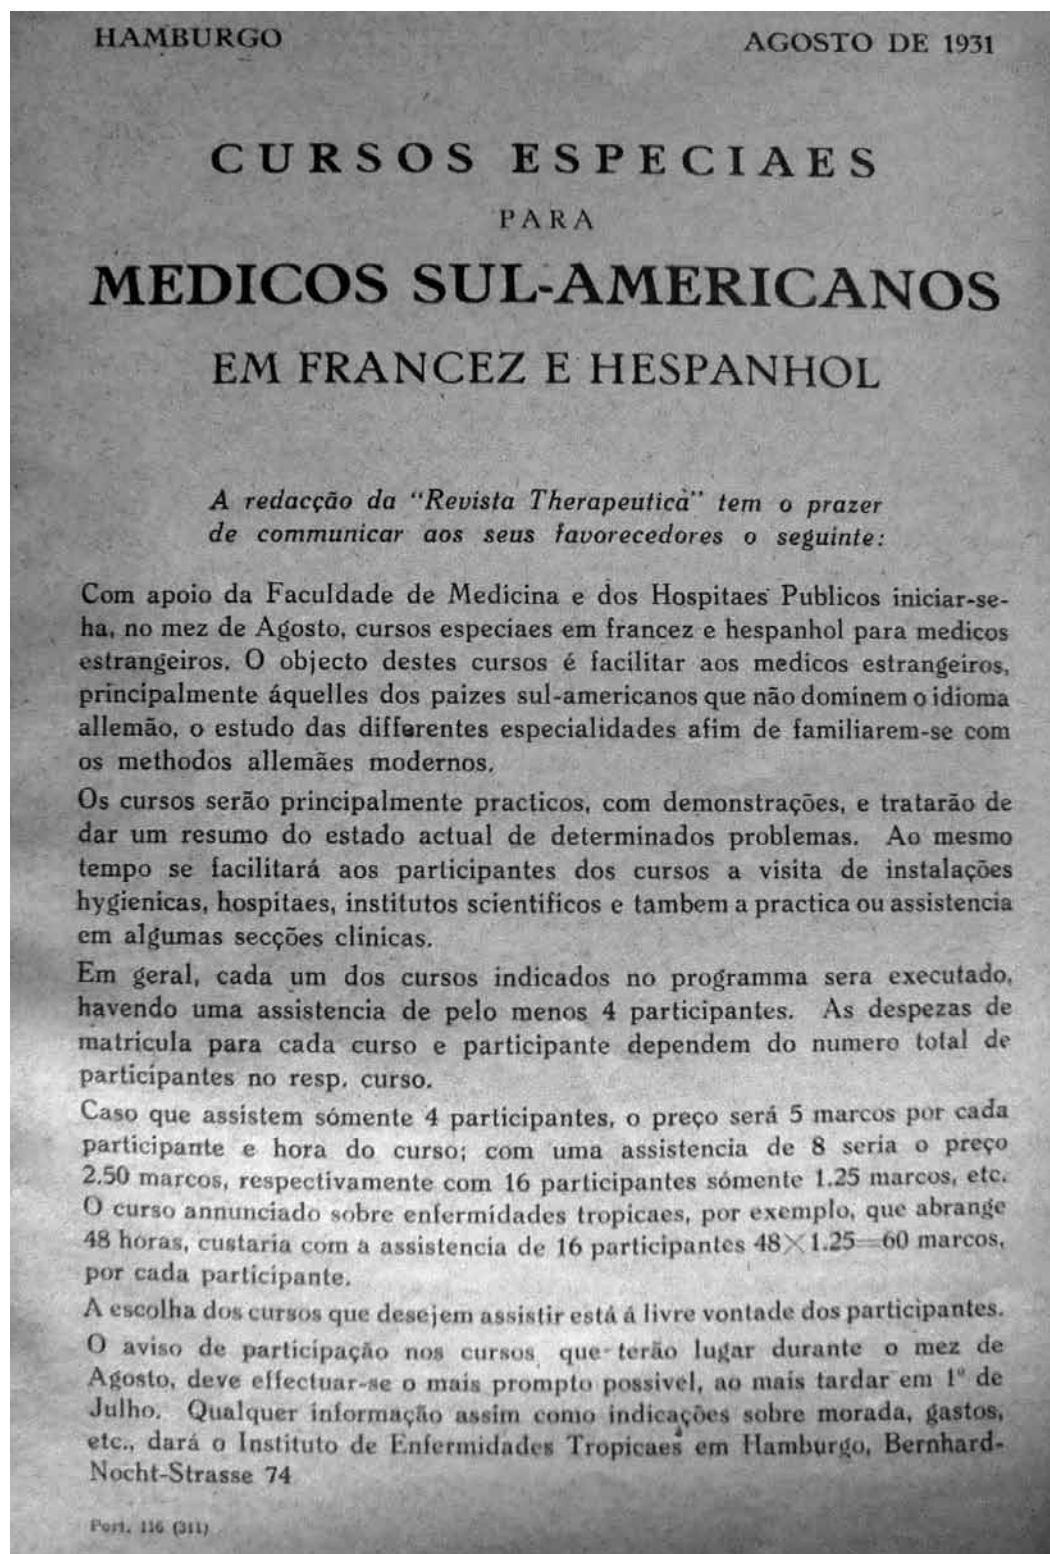 HAMBURGO AGOSTO DE 1931
CURSOS ESPECIAES
PARA
MEDICOS SUL-AMERICANOS
EM FRANCEZ E HESPANHOL
A redacção da "Revista Therapeutica" tem o prazer
de communicar aos seus favorecedores o seguinte:
Com apoio da Faculdade de Medicina e dos Hospitaes Publicos iniciar-se-
ha, no mez de Agosto, cursos especiaes em francez e hespanhol para medicos
estrangeiros. O objecto destes cursos é facilitar aos medicos estrangeiros,
principalmente áquelles dos paizes sul-americanos que não dominem o idioma
allemão, o estudo das differentes especialidades afim de familiarem-se com
os methodos allemães modernos.
Os cursos serão principalmente practicos, com demonstrações, e tratarão de
dar um resumo do estado actual de determinados problemas. Ao mesmo
tempo se facilitará aos participantes dos cursos a visita de instalações
hygienicas, hospitaes, institutos scientificos e tambem a practica ou assistencia
em algumas secções clinicas.
Em geral, cada um dos cursos indicados no programma sera executado,
havendo uma assistencia de pelo menos 4 participantes. As despezas de
matricula para cada curso e participante dependem do numero total de
participantes no resp. curso.
Caso que assistem sómente 4 participantes, o preço será 5 marcos por cada
participante e hora do curso; com uma assistencia de 8 seria o preço
2.50 marcos, respectivamente com 16 participantes sómente 1.25 marcos, etc.
O curso annunciado sobre enfermidades tropicaes, por exemplo, que abrange
48 horas, custaria com a assistencia de 16 participantes 48×1.25=60 marcos,
por cada participante.
A escolha dos cursos que desejem assistir está á livre vontade dos participantes.
O aviso de participação nos cursos que terão lugar durante o mez de
Agosto, deve effectuar-se o mais prompto possivel, ao mais tardar em 1º de
Julho. Qualquer informação assim como indicações sobre morada, gastos,
etc., dará o Instituto de Enfermidades Tropicaes em Hamburgo, Bernhard-
Nocht-Strasse 74
Port. 116 (311)